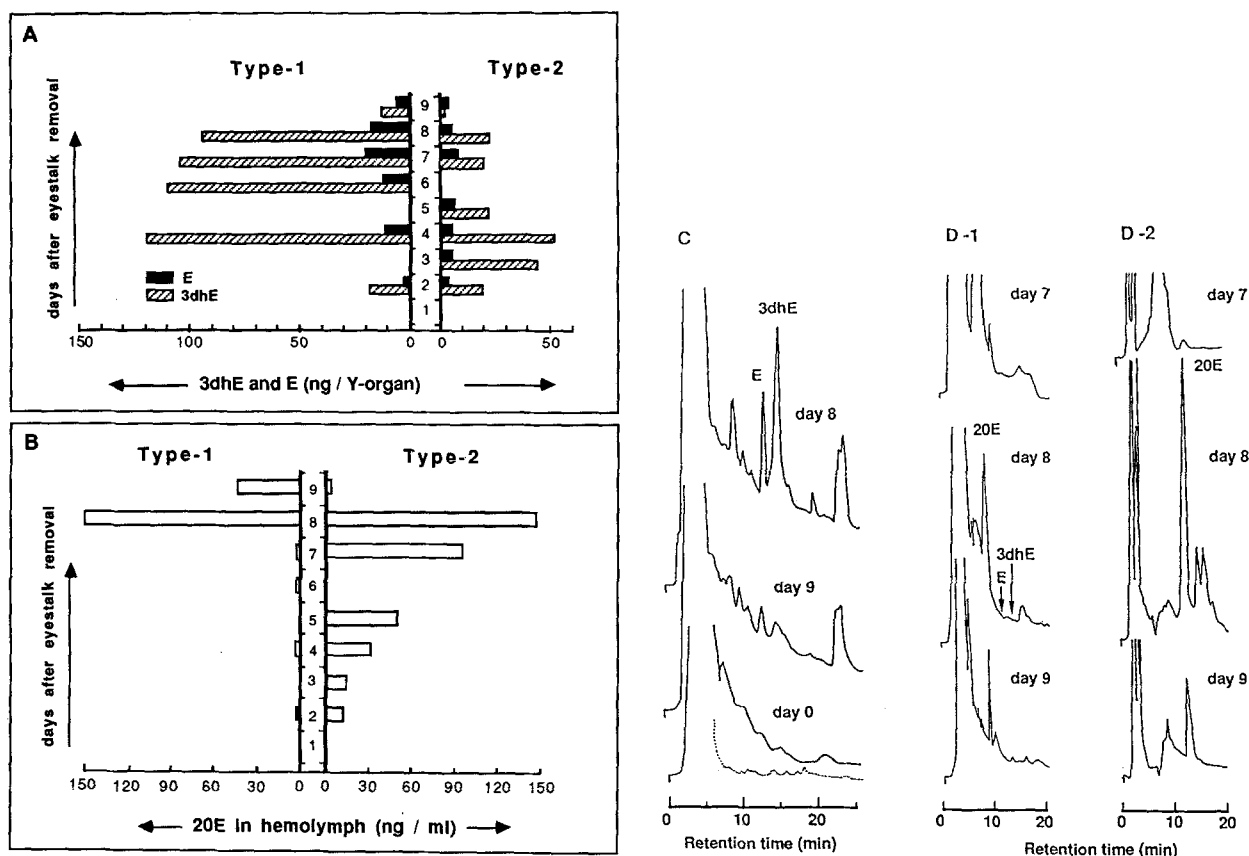 A
Type-1 Type-2
days after eyestalk removal
9
8
7
6
5
4
3
2
1
E
3dhE
150 100 50 0 0 50
3dhE and E (ng / Y-organ)
B
Type-1 Type-2
days after eyestalk removal
9
8
7
6
5
4
3
2
1
150 120 90 60 30 0 0 30 60 90 120 150
20E in hemolymph (ng / ml)
C
3dhE
E
day 8
day 9
day 0
0 10 20
Retention time (min)
D-1 D-2
day 7 day 7
20E 20E
day 8 day 8
3dhE
E
day 9 day 9
0 10 20 0 10 20
Retention time (min)